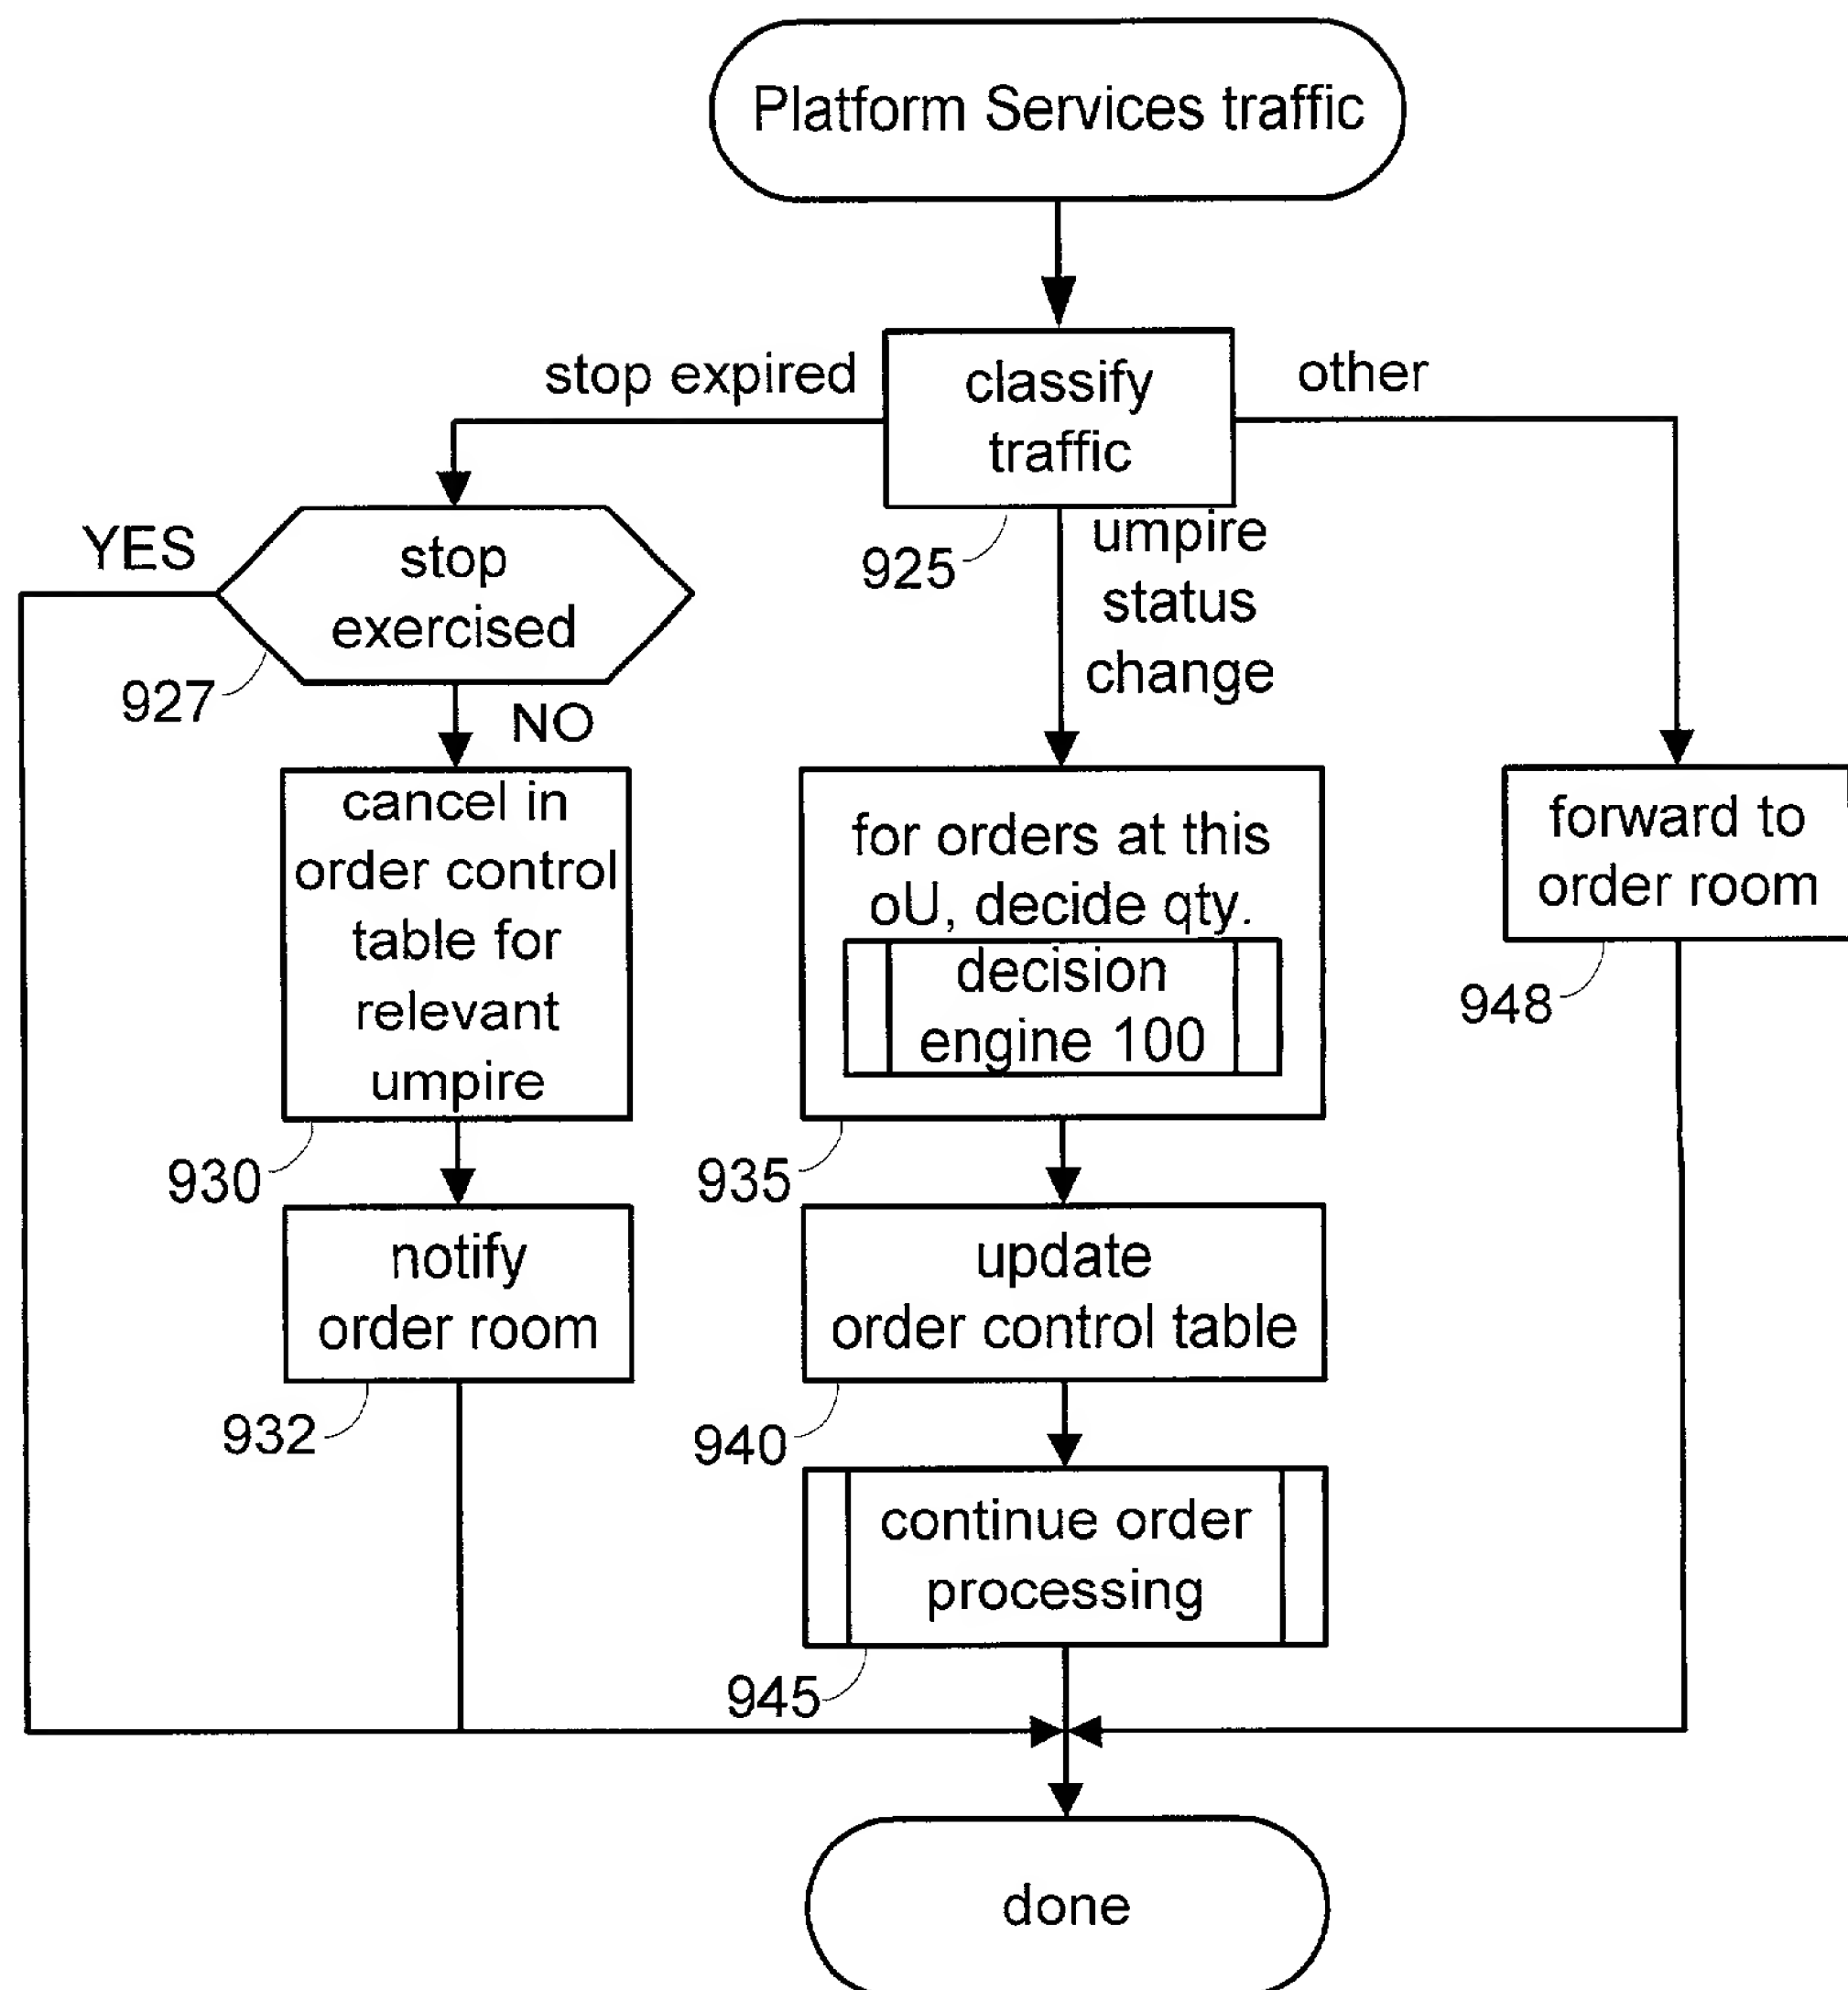 Platform Services traffic
stop expired
classify
traffic
other
925
umpire
status
change
YES
stop
exercised
927
NO
cancel in
order control
table for
relevant
umpire
930
notify
order room
932
for orders at this
oU, decide qty.
decision
engine 100
935
update
order control table
940
continue order
processing
945
forward to
order room
948
done